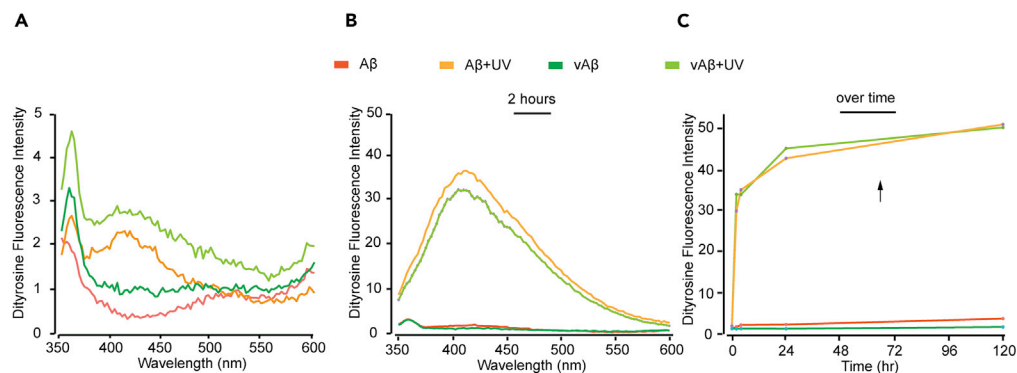 A
B
C
Aβ
Aβ+UV
vAβ
vAβ+UV
Dityrosine Fluorescence Intensity
5
4
3
2
1
0
350
400
450
500
550
600
Wavelength (nm)
2 hours
Dityrosine Fluorescence Intensity
50
40
30
20
10
0
350
400
450
500
550
600
Wavelength (nm)
over time
Dityrosine Fluorescence Intensity
50
40
30
20
10
0
0
24
48
72
96
120
Time (hr)